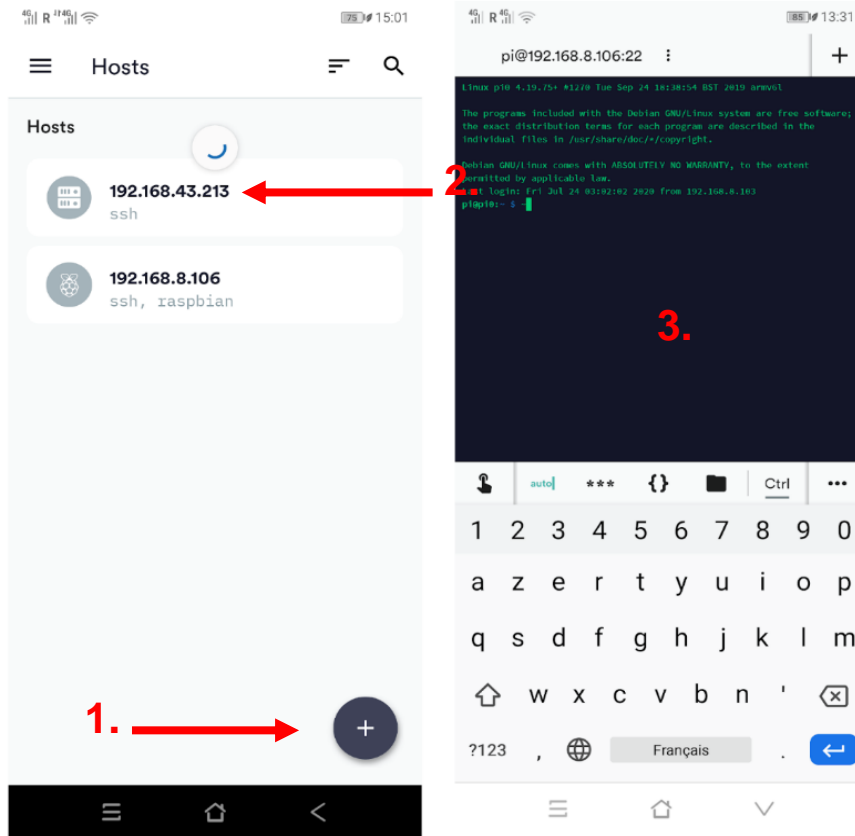 4G R 4G 75 15:01
Hosts
Hosts
192.168.43.213
ssh
192.168.8.106
ssh, raspbian
1.
2.
4G R 4G 85 13:31
pi@192.168.8.106:22
Linux pi0 4.19.75+ #1270 Tue Sep 24 18:38:54 BST 2019 armv6l
The programs included with the Debian GNU/Linux system are free software;
the exact distribution terms for each program are described in the
individual files in /usr/share/doc/*/copyright.
Debian GNU/Linux comes with ABSOLUTELY NO WARRANTY, to the extent
permitted by applicable law.
Last login: Fri Jul 24 03:02:02 2020 from 192.168.8.103
pi@pi0:~ $ ~
3.
auto *** {} Ctrl •••
1 2 3 4 5 6 7 8 9 0
a z e r t y u i o p
q s d f g h j k l m
w x c v b n '
?123 , Français .